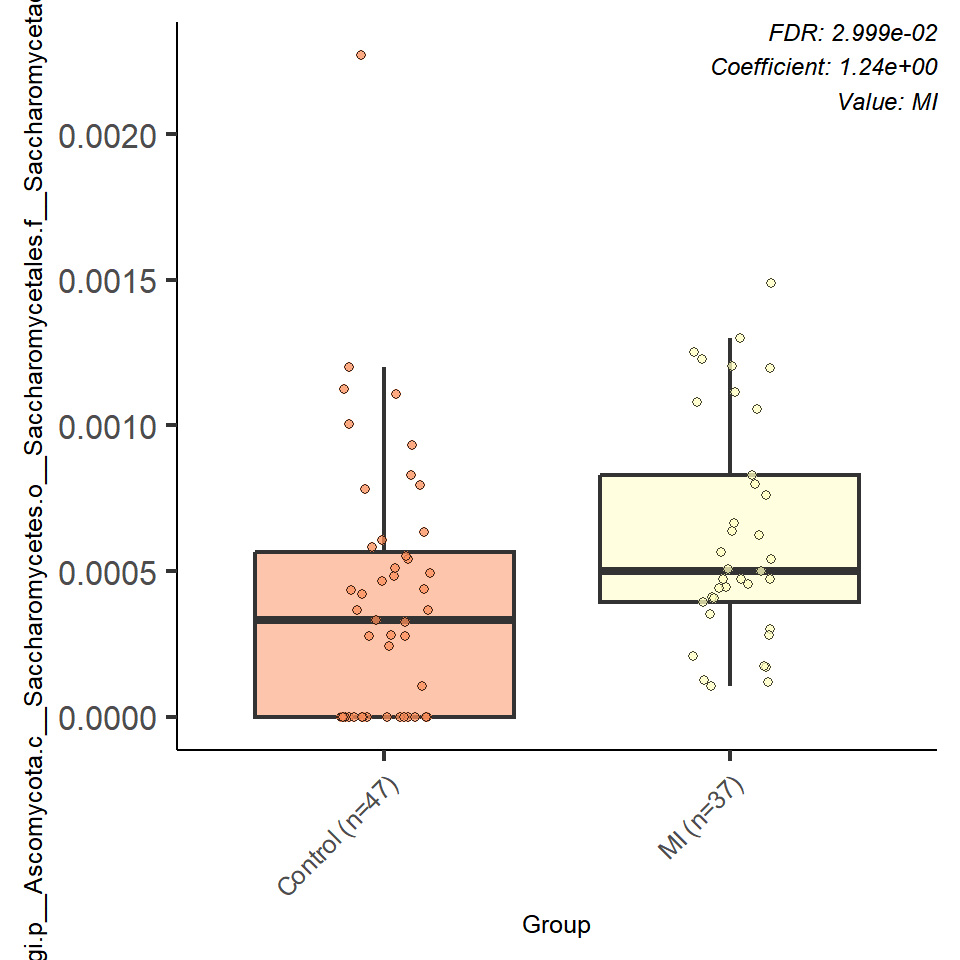 FDR: 2.999e-02
Coefficient: 1.24e+00
Value: MI
gi.p__Ascomycota.c__Saccharomycetes.o__Saccharomycetales.f__Saccharomycetac
0.0020
0.0015
0.0010
0.0005
0.0000
Control (n=47)
MI (n=37)
Group